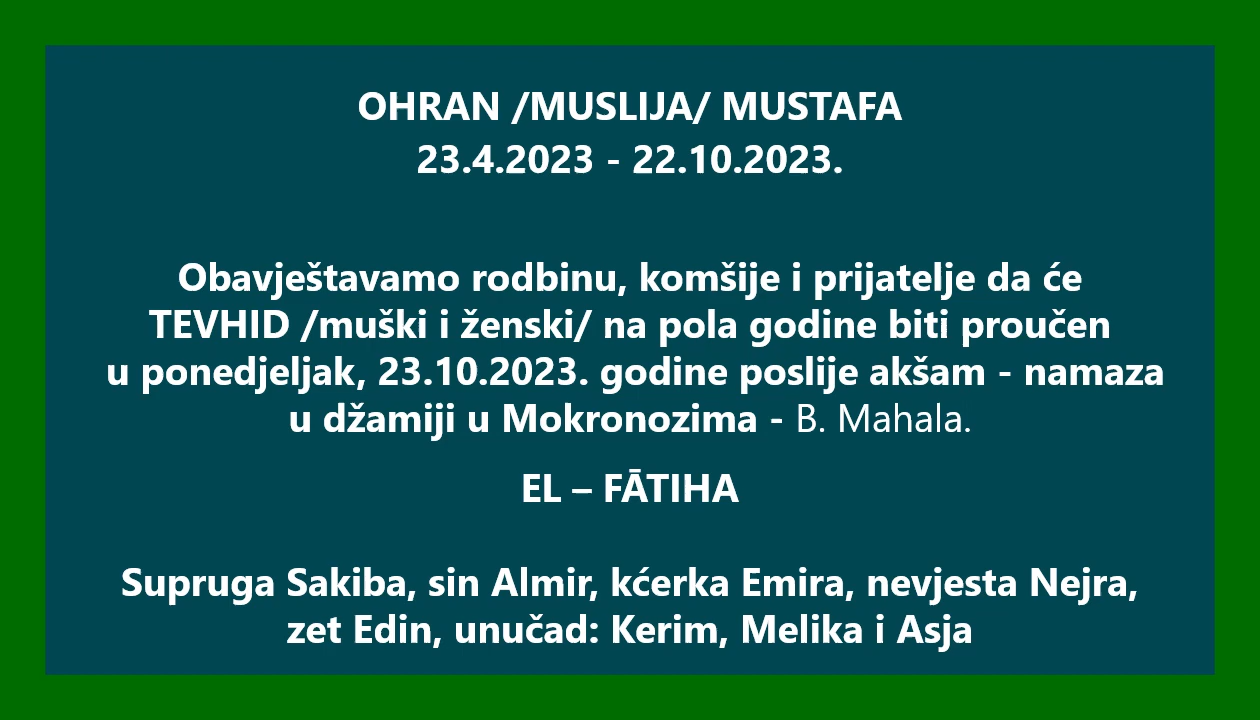 OHRAN /MUSLIJA/ MUSTAFA
23.4.2023 - 22.10.2023.
Obavještavamo rodbinu, komšije i prijatelje da će
TEVHID /muški i ženski/ na pola godine biti proučen
u ponedjeljak, 23.10.2023. godine poslije akšam - namaza
u džamiji u Mokronozima - B. Mahala.
EL – FĀTIHA
Supruga Sakiba, sin Almir, kćerka Emira, nevjesta Nejra,
zet Edin, unučad: Kerim, Melika i Asja